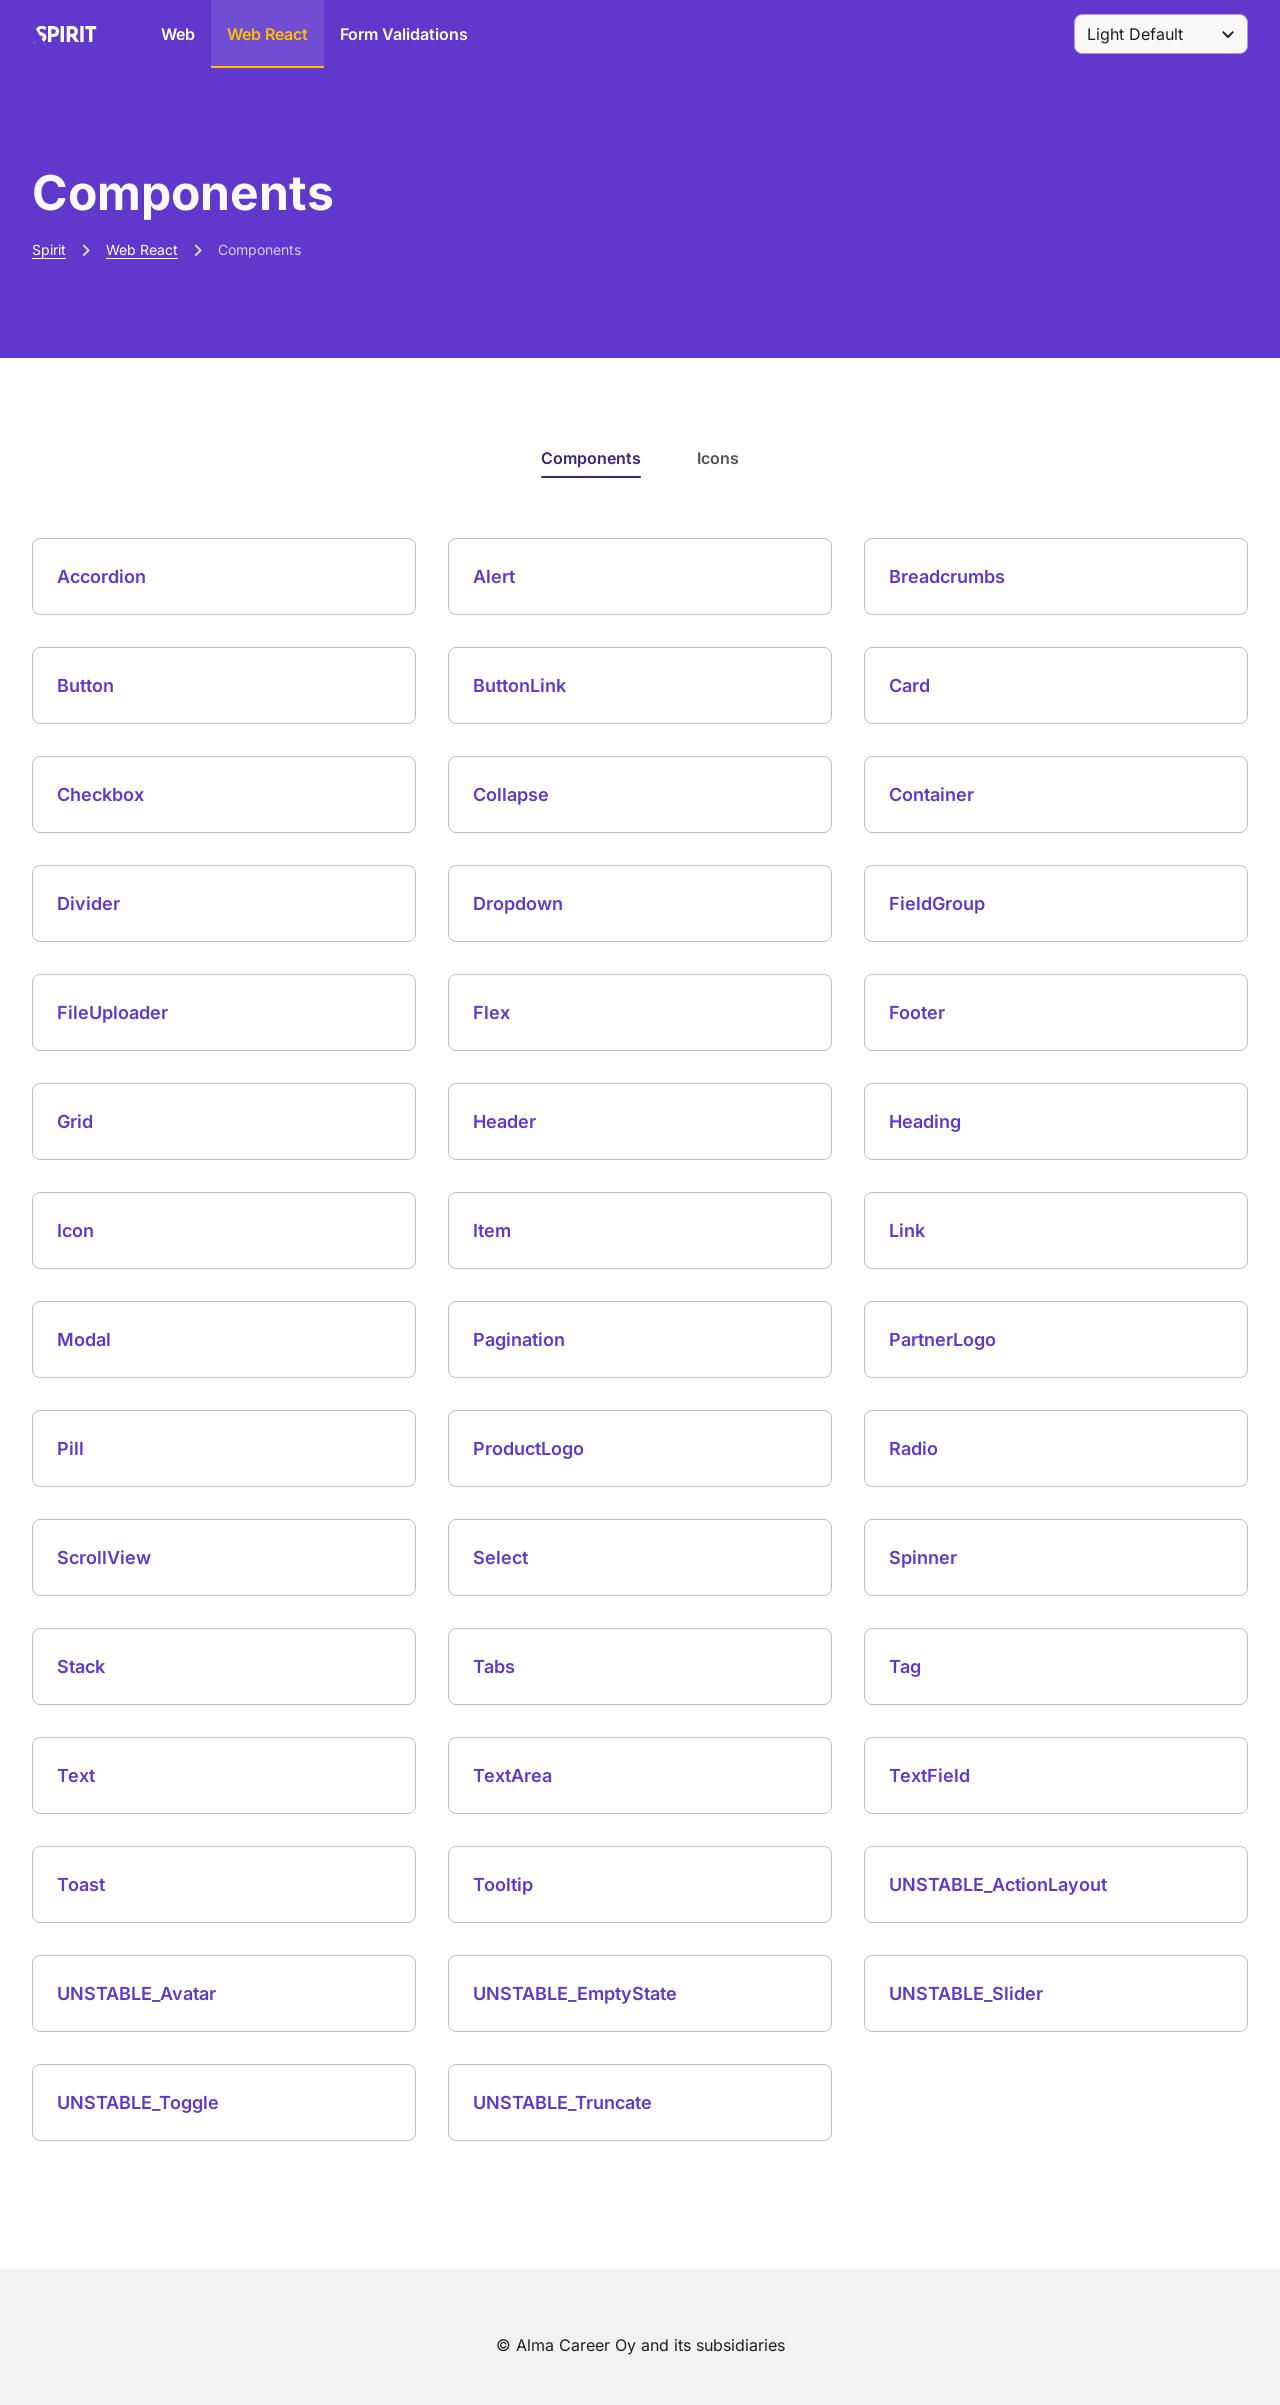 SPIRIT Web Web React Form Validations Light Default
Components
Spirit Web React Components
Components Icons
Accordion Alert Breadcrumbs
Button ButtonLink Card
Checkbox Collapse Container
Divider Dropdown FieldGroup
FileUploader Flex Footer
Grid Header Heading
Icon Item Link
Modal Pagination PartnerLogo
Pill ProductLogo Radio
ScrollView Select Spinner
Stack Tabs Tag
Text TextArea TextField
Toast Tooltip UNSTABLE_ActionLayout
UNSTABLE_Avatar UNSTABLE_EmptyState UNSTABLE_Slider
UNSTABLE_Toggle UNSTABLE_Truncate
© Alma Career Oy and its subsidiaries